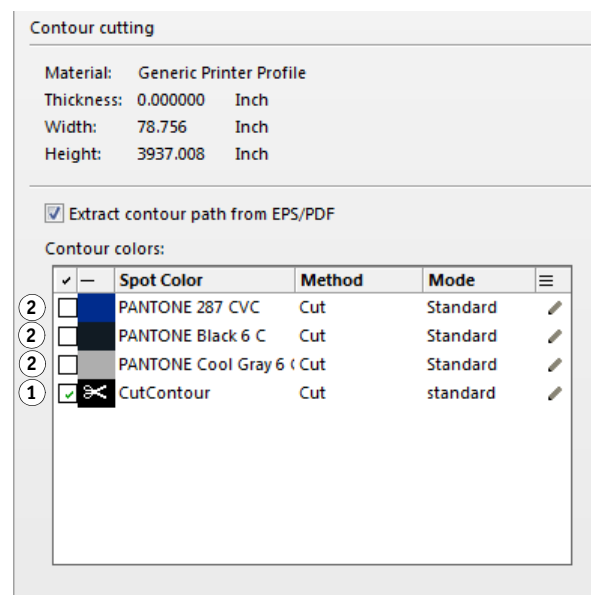 Contour cutting
Material: Generic Printer Profile
Thickness: 0.000000 Inch
Width: 78.756 Inch
Height: 3937.008 Inch
Extract contour path from EPS/PDF
Contour colors:
Spot Color Method Mode
2 PANTONE 287 CVC Cut Standard
2 PANTONE Black 6 C Cut Standard
2 PANTONE Cool Gray 6 ( Cut Standard
1 CutContour Cut standard